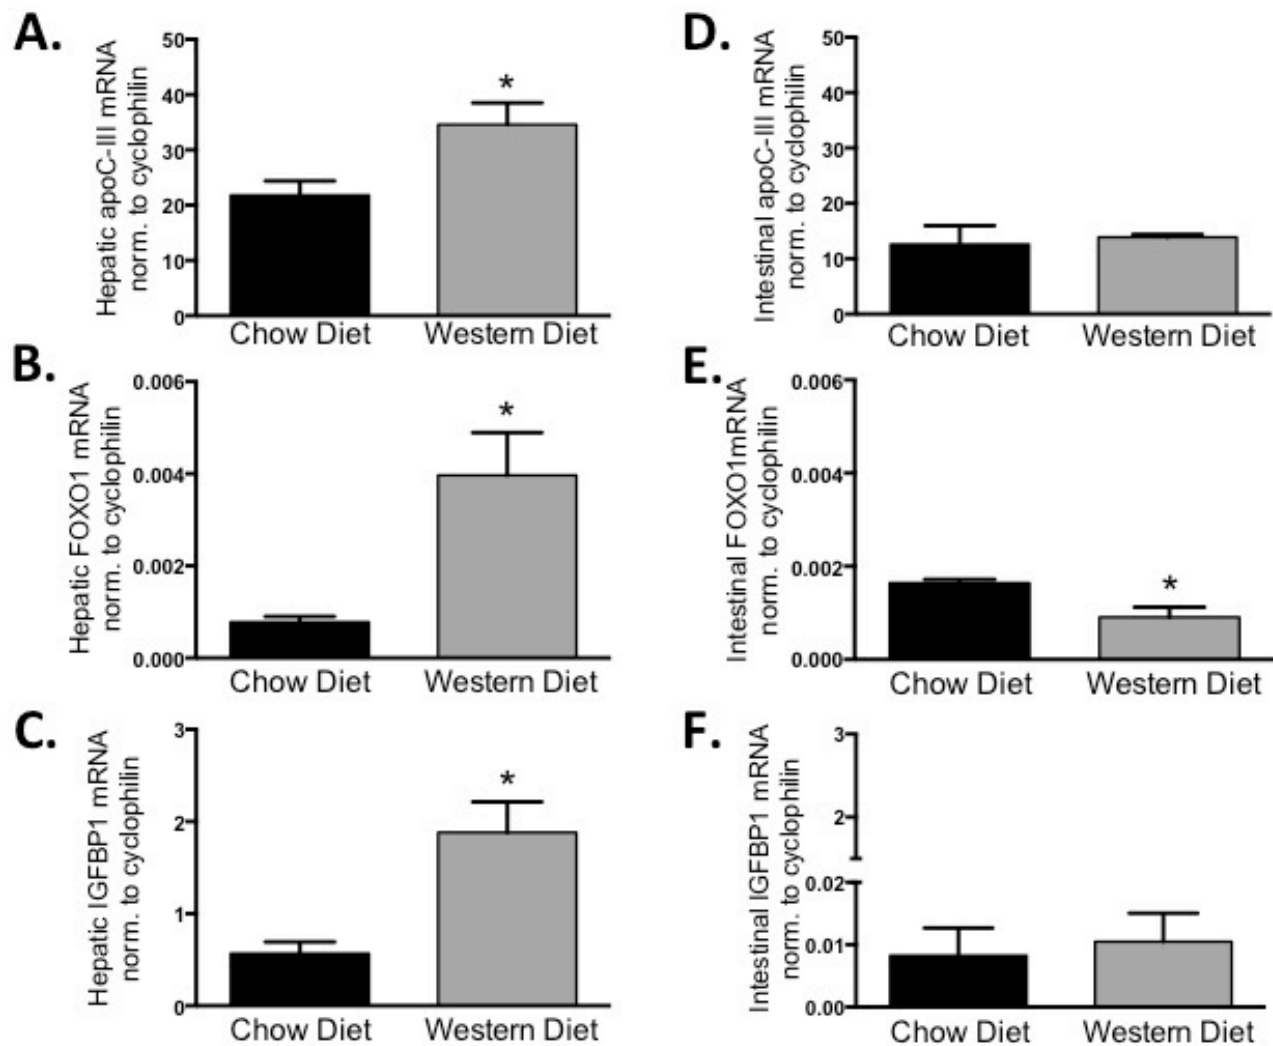 A.
Hepatic apoC-III mRNA
norm. to cyclophilin
50
40
30
20
10
0
*
Chow Diet
Western Diet
B.
Hepatic FOXO1 mRNA
norm. to cyclophilin
0.006
0.004
0.002
0.000
*
Chow Diet
Western Diet
C.
Hepatic IGFBP1 mRNA
norm. to cyclophilin
3
2
1
0
*
Chow Diet
Western Diet
D.
Intestinal apoC-III mRNA
norm. to cyclophilin
50
40
30
20
10
0
Chow Diet
Western Diet
E.
Intestinal FOXO1mRNA
norm. to cyclophilin
0.006
0.004
0.002
0.000
*
Chow Diet
Western Diet
F.
Intestinal IGFBP1 mRNA
norm. to cyclophilin
3
2
0.02
0.01
0.00
Chow Diet
Western Diet